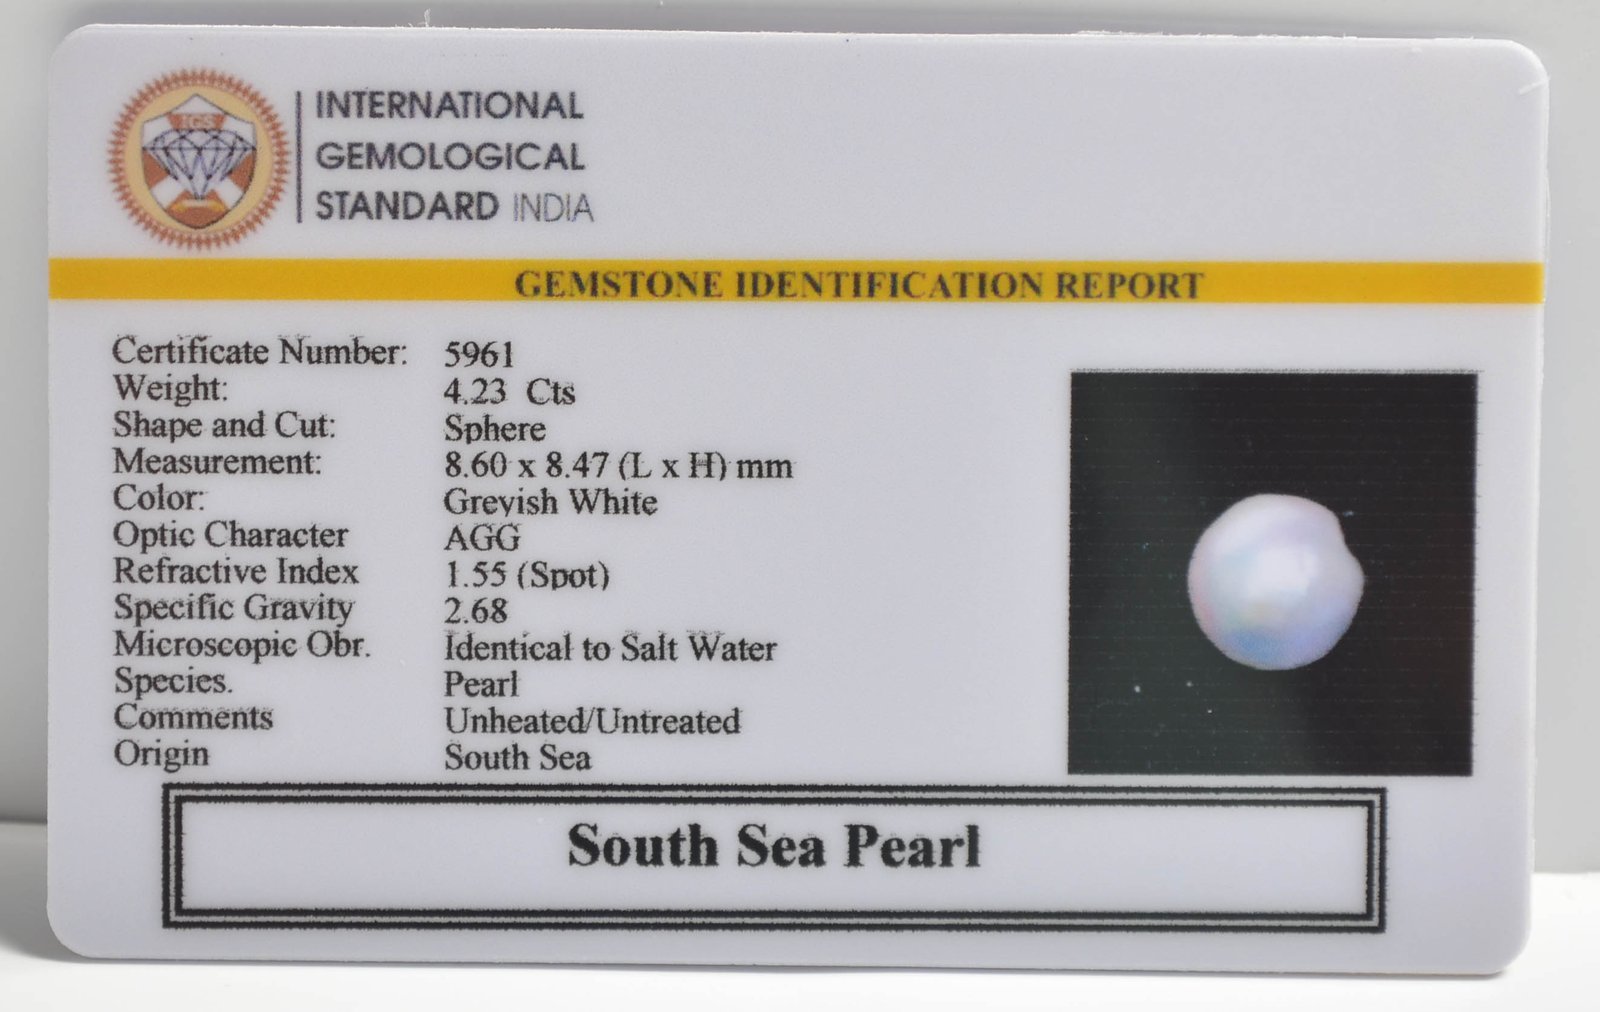 IGS
INTERNATIONAL
GEMOLOGICAL
STANDARD INDIA
GEMSTONE IDENTIFICATION REPORT
Certificate Number: 5961
Weight: 4.23 Cts
Shape and Cut: Sphere
Measurement: 8.60 x 8.47 (L x H) mm
Color: Greyish White
Optic Character AGG
Refractive Index 1.55 (Spot)
Specific Gravity 2.68
Microscopic Obr. Identical to Salt Water
Species. Pearl
Comments Unheated/Untreated
Origin South Sea
South Sea Pearl